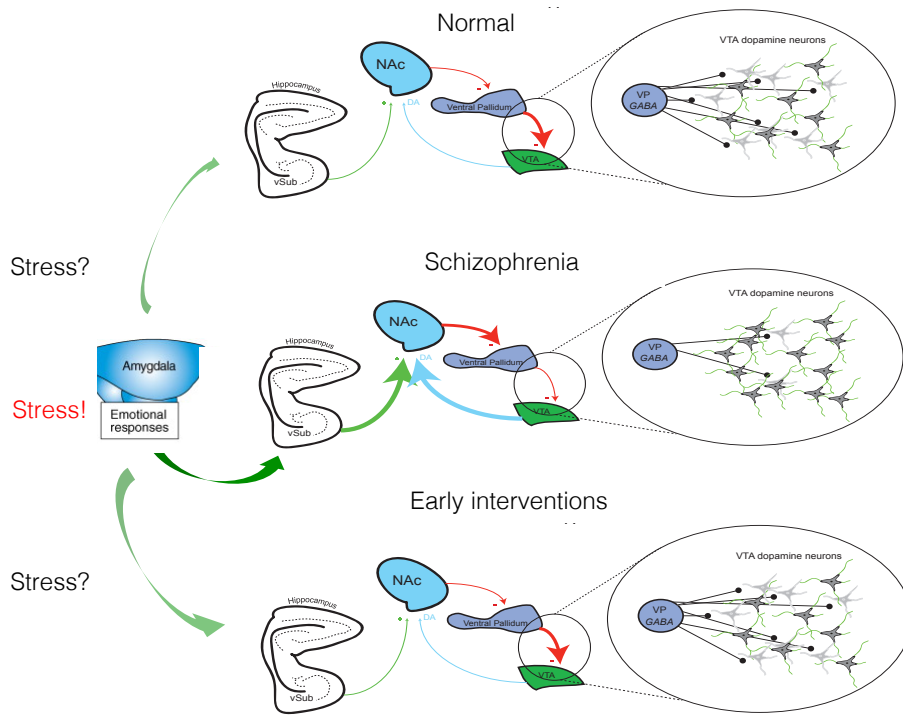 Normal
Hippocampus
vSub
NAc
+
DA
-
Ventral Pallidum
-
VTA
VTA dopamine neurons
VP
GABA
Stress?
Schizophrenia
Amygdala
Emotional
responses
Stress!
Hippocampus
vSub
NAc
DA
-
Ventral Pallidum
-
VTA
VTA dopamine neurons
VP
GABA
Early interventions
Stress?
Hippocampus
vSub
NAc
+
DA
-
Ventral Pallidum
-
VTA
VTA dopamine neurons
VP
GABA